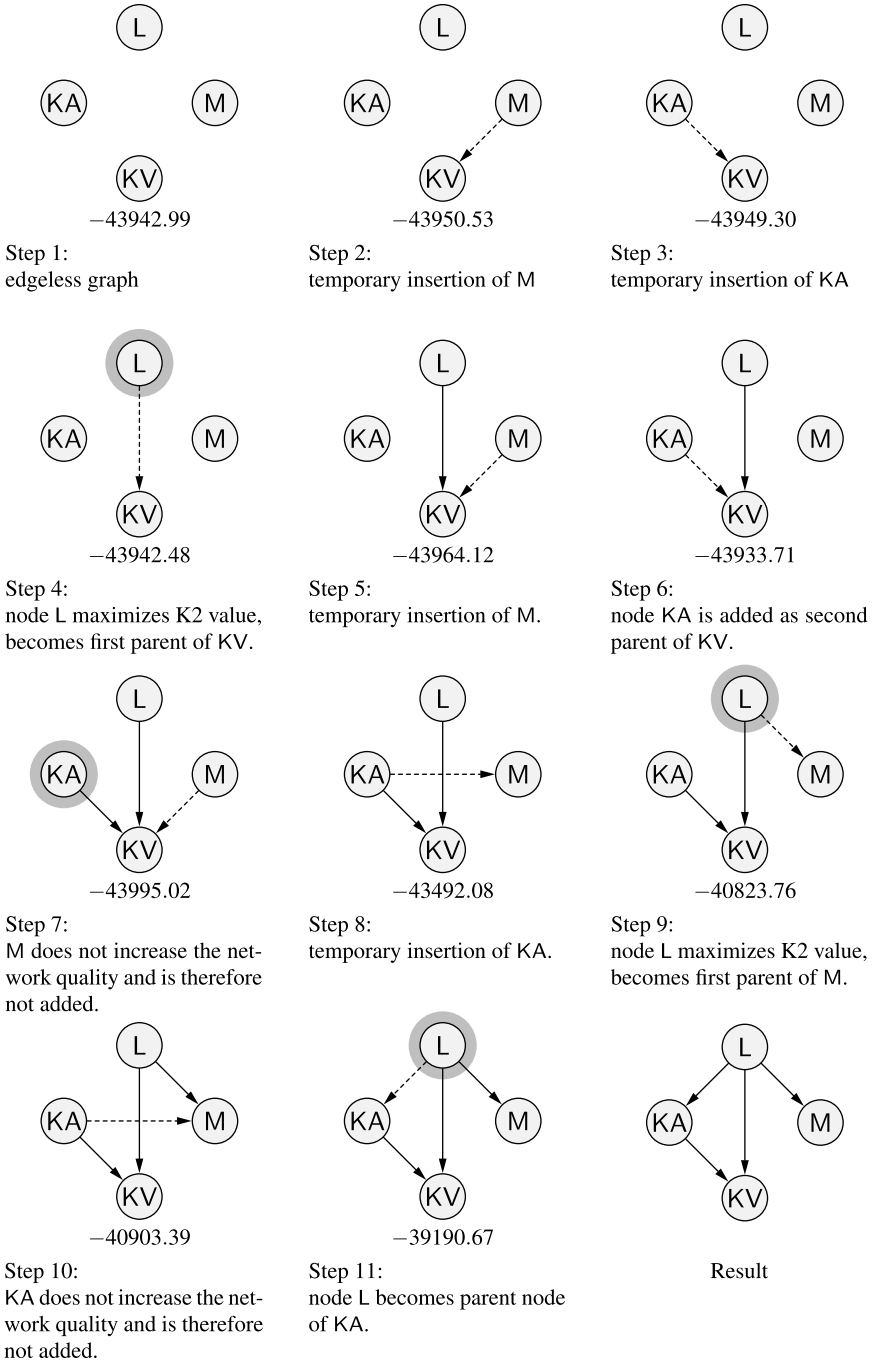 L
KA
M
KV
−43942.99
Step 1:
edgeless graph
L
KA
M
KV
−43950.53
Step 2:
temporary insertion of M
L
KA
M
KV
−43949.30
Step 3:
temporary insertion of KA
L
KA
M
KV
−43942.48
Step 4:
node L maximizes K2 value,
becomes first parent of KV.
L
KA
M
KV
−43964.12
Step 5:
temporary insertion of M.
L
KA
M
KV
−43933.71
Step 6:
node KA is added as second
parent of KV.
L
KA
M
KV
−43995.02
Step 7:
M does not increase the net-
work quality and is therefore
not added.
L
KA
M
KV
−43492.08
Step 8:
temporary insertion of KA.
L
KA
M
KV
−40823.76
Step 9:
node L maximizes K2 value,
becomes first parent of M.
L
KA
M
KV
−40903.39
Step 10:
KA does not increase the net-
work quality and is therefore
not added.
L
KA
M
KV
−39190.67
Step 11:
node L becomes parent node
of KA.
L
KA
M
KV
Result